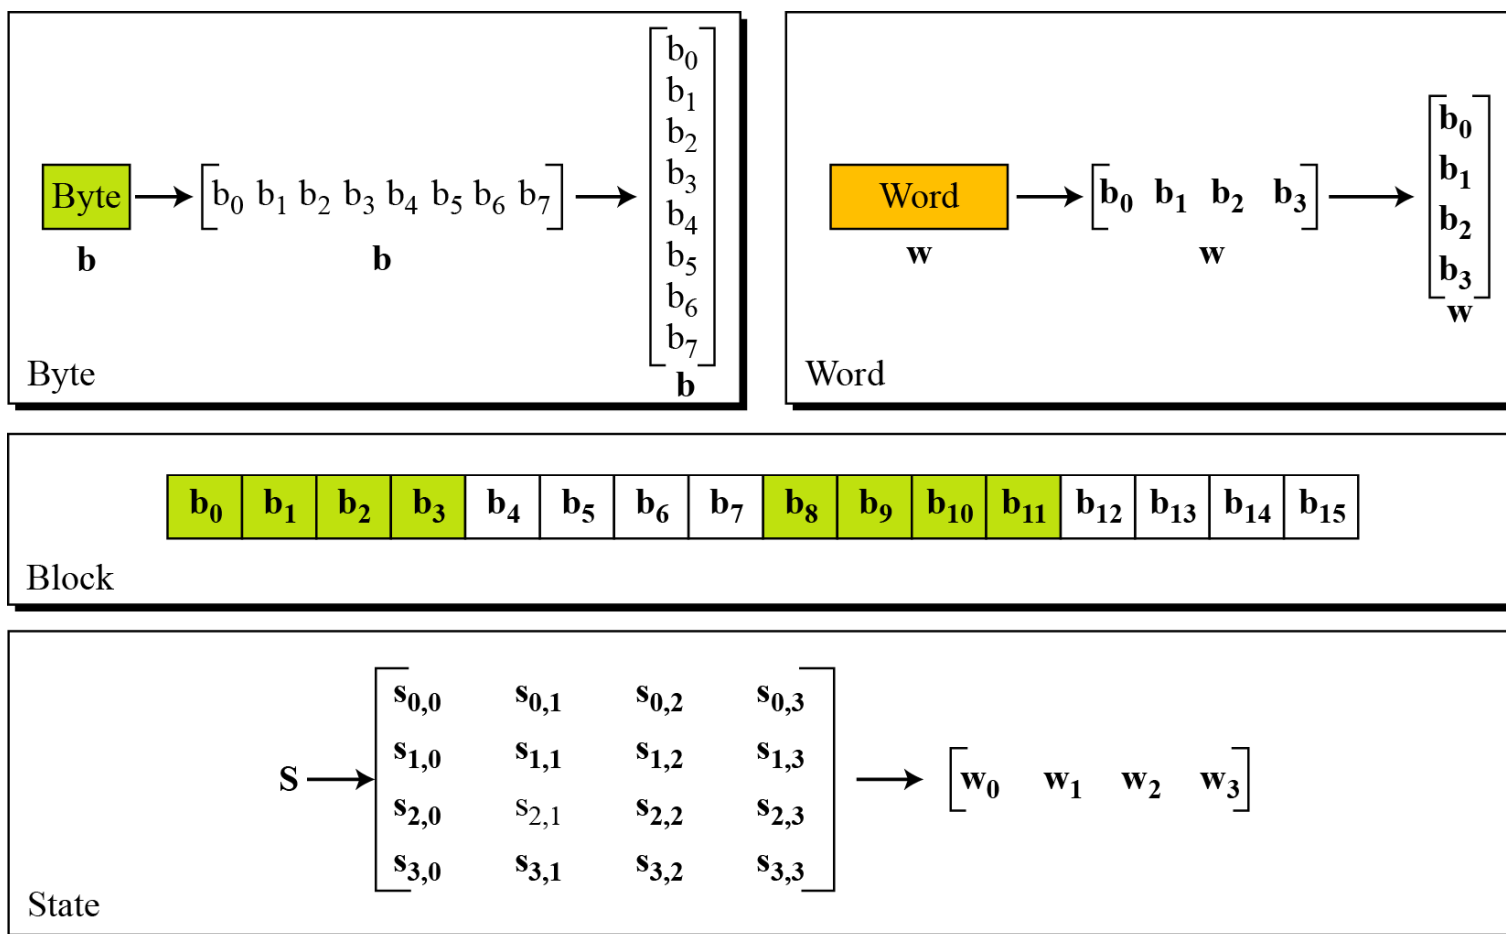 Byte → [b₀ b₁ b₂ b₃ b₄ b₅ b₆ b₇] →
b₀
b₁
b₂
b₃
b₄
b₅
b₆
b₇
b b b
Byte
Word → [b₀ b₁ b₂ b₃] →
b₀
b₁
b₂
b₃
w w w
Word
b₀ b₁ b₂ b₃ b₄ b₅ b₆ b₇ b₈ b₉ b₁₀ b₁₁ b₁₂ b₁₃ b₁₄ b₁₅
Block
s₀,₀ s₀,₁ s₀,₂ s₀,₃
s₁,₀ s₁,₁ s₁,₂ s₁,₃
S → → [w₀ w₁ w₂ w₃]
s₂,₀ s₂,₁ s₂,₂ s₂,₃
s₃,₀ s₃,₁ s₃,₂ s₃,₃
State